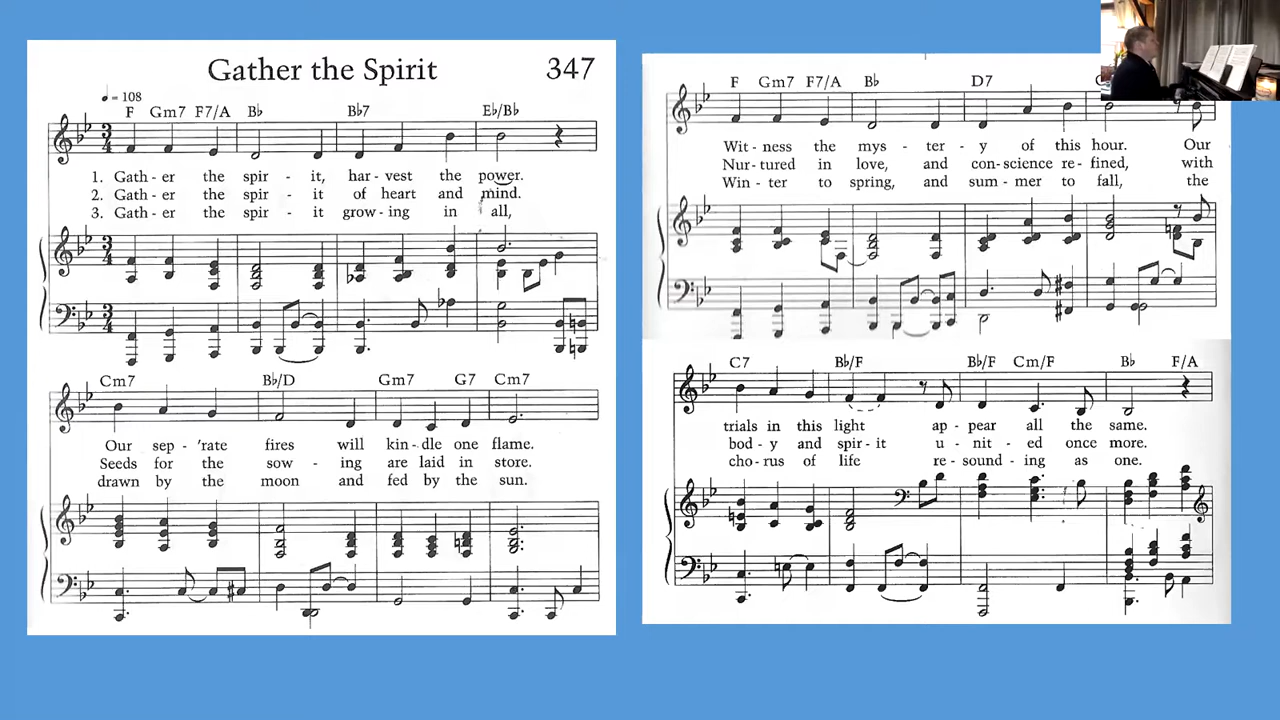 Gather the Spirit 347
♩ = 108
F Gm7 F7/A B♭ B♭7 E♭/B♭
1. Gath - er the spir - it, har - vest the power.
2. Gath - er the spir - it of heart and mind.
3. Gath - er the spir - it grow - ing in all,
Cm7 B♭/D Gm7 G7 Cm7
Our sep - 'rate fires will kin - dle one flame.
Seeds for the sow - ing are laid in store.
drawn by the moon and fed by the sun.
F Gm7 F7/A B♭ D7
Wit - ness the mys - ter - y of this hour. Our
Nur - tured in love, and con - science re - fined, with
Win - ter to spring, and sum - mer to fall, the
C7 B♭/F B♭/F Cm/F B♭ F/A
trials in this light ap - pear all the same.
bod - y and spir - it u - nit - ed once more.
cho - rus of life re - sound - ing as one.